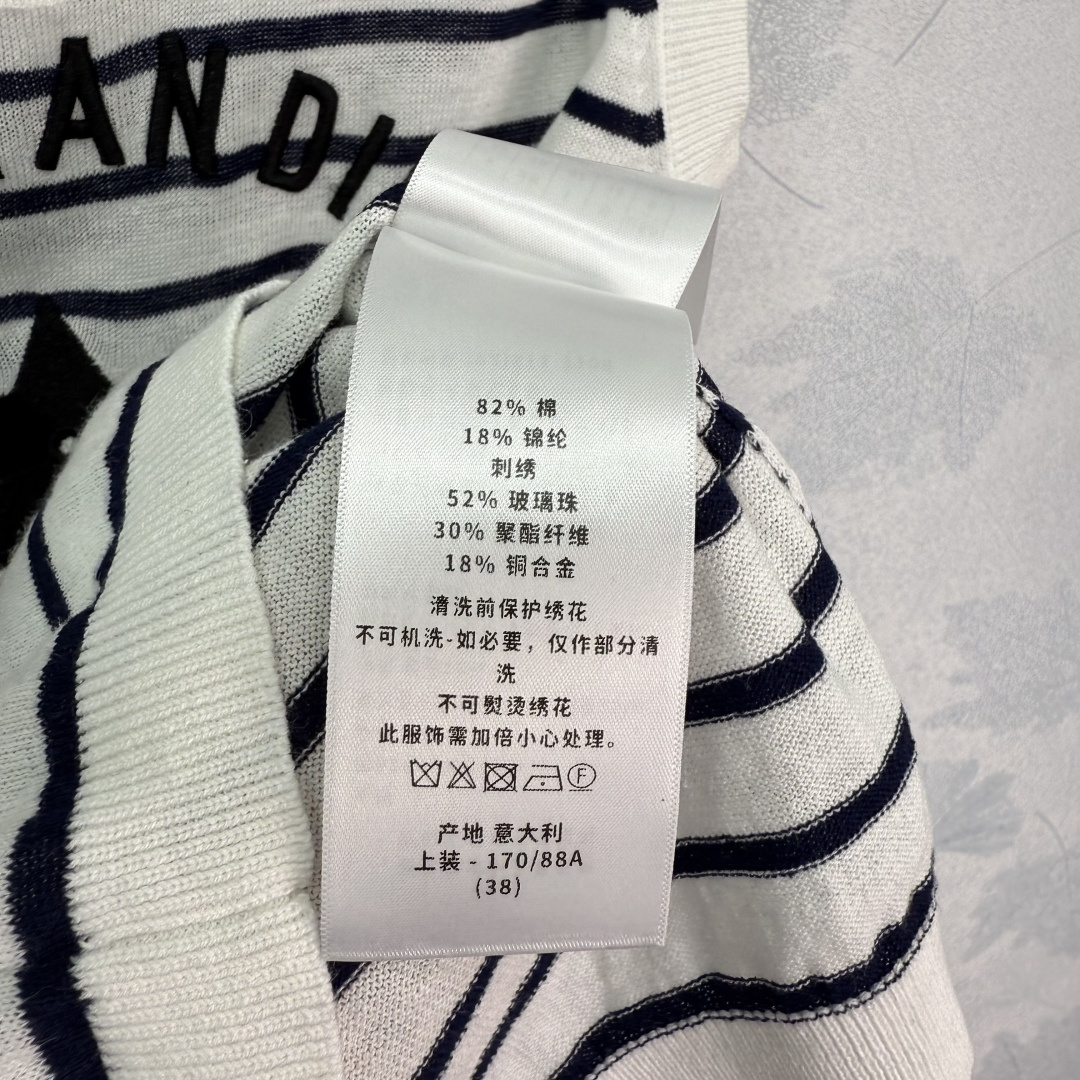 ANDI
82% 棉
18% 锦纶
刺绣
52% 玻璃珠
30% 聚酯纤维
18% 铜合金
清洗前保护绣花
不可机洗-如必要，仅作部分清
洗
不可熨烫绣花
此服饰需加倍小心处理。
F
产地 意大利
上装 - 170/88A
(38)